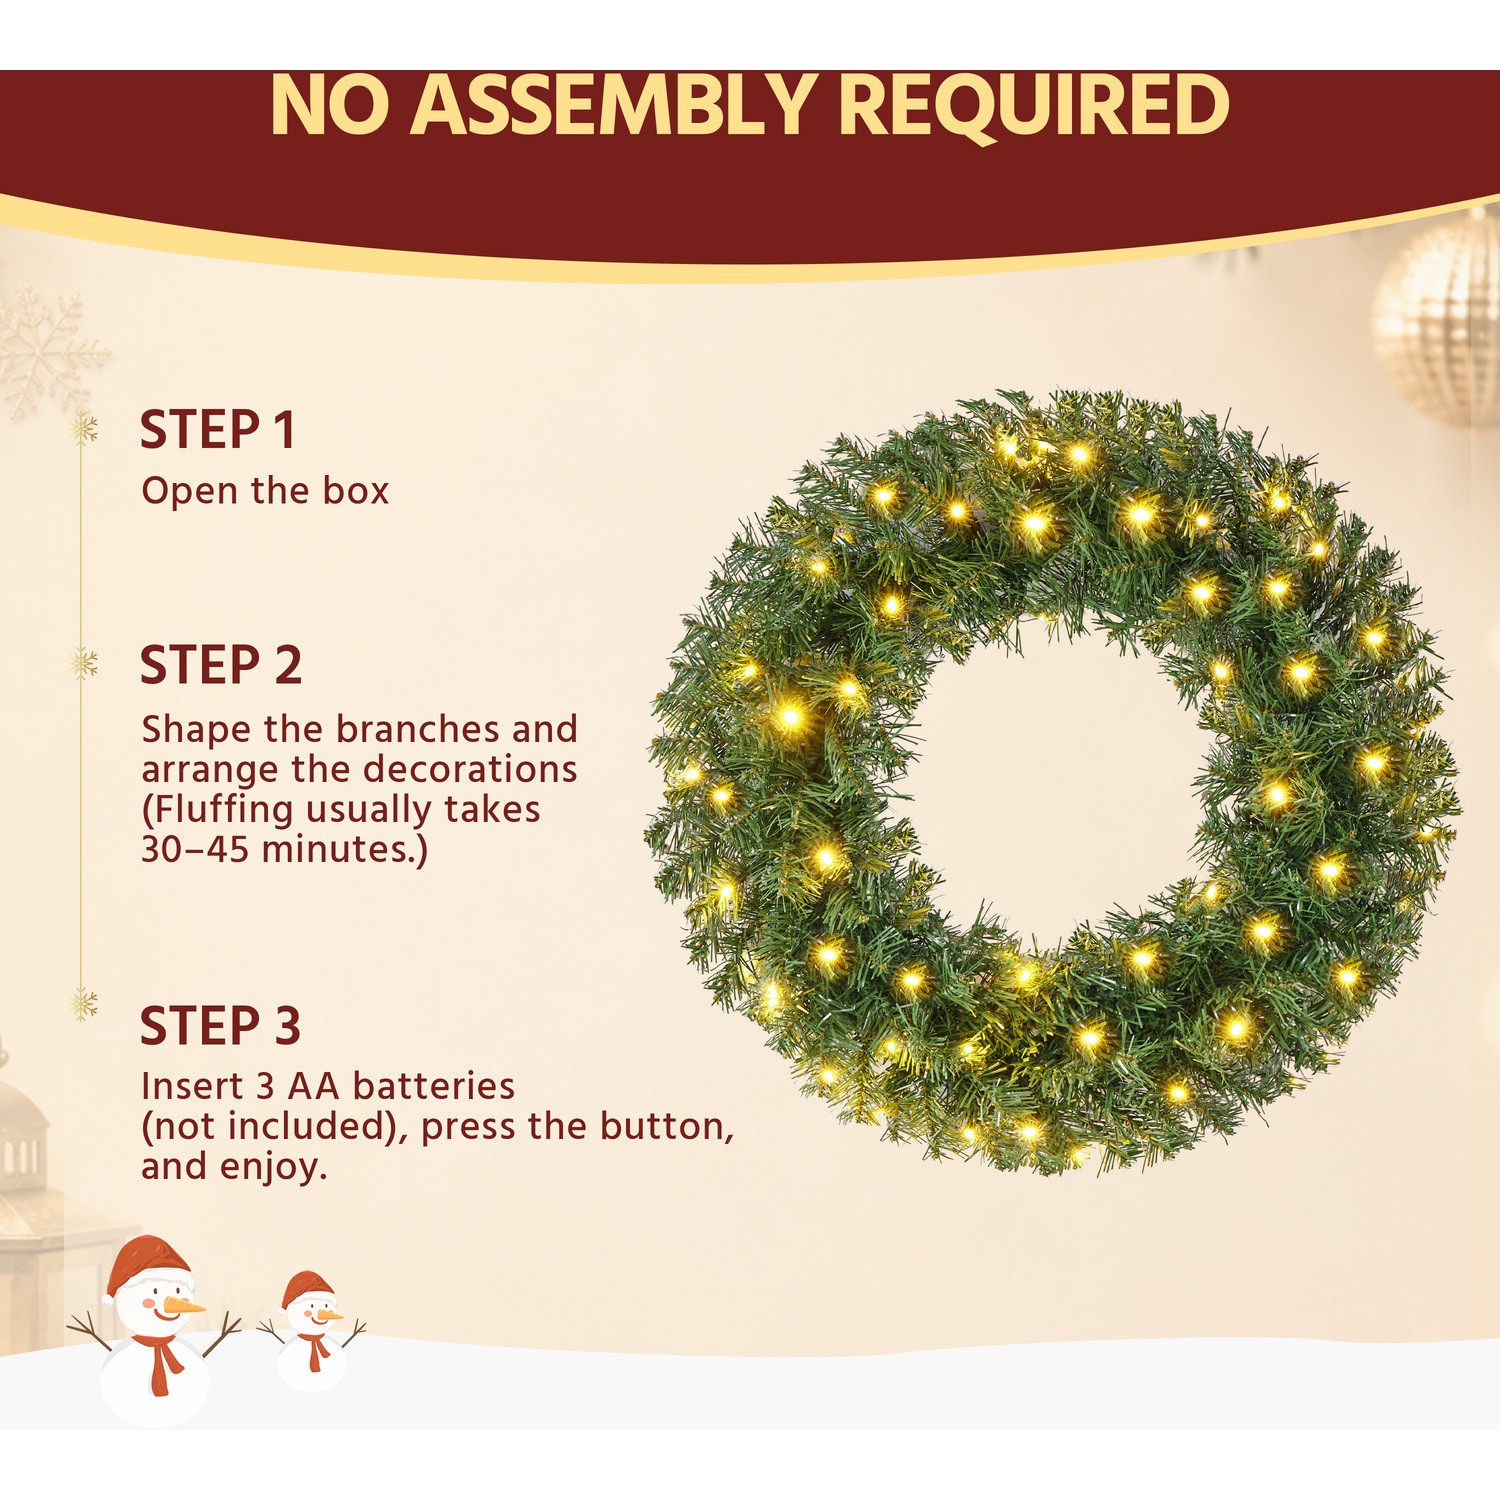 NO ASSEMBLY REQUIRED
STEP 1
Open the box
STEP 2
Shape the branches and
arrange the decorations
(Fluffing usually takes
30–45 minutes.)
STEP 3
Insert 3 AA batteries
(not included), press the button,
and enjoy.